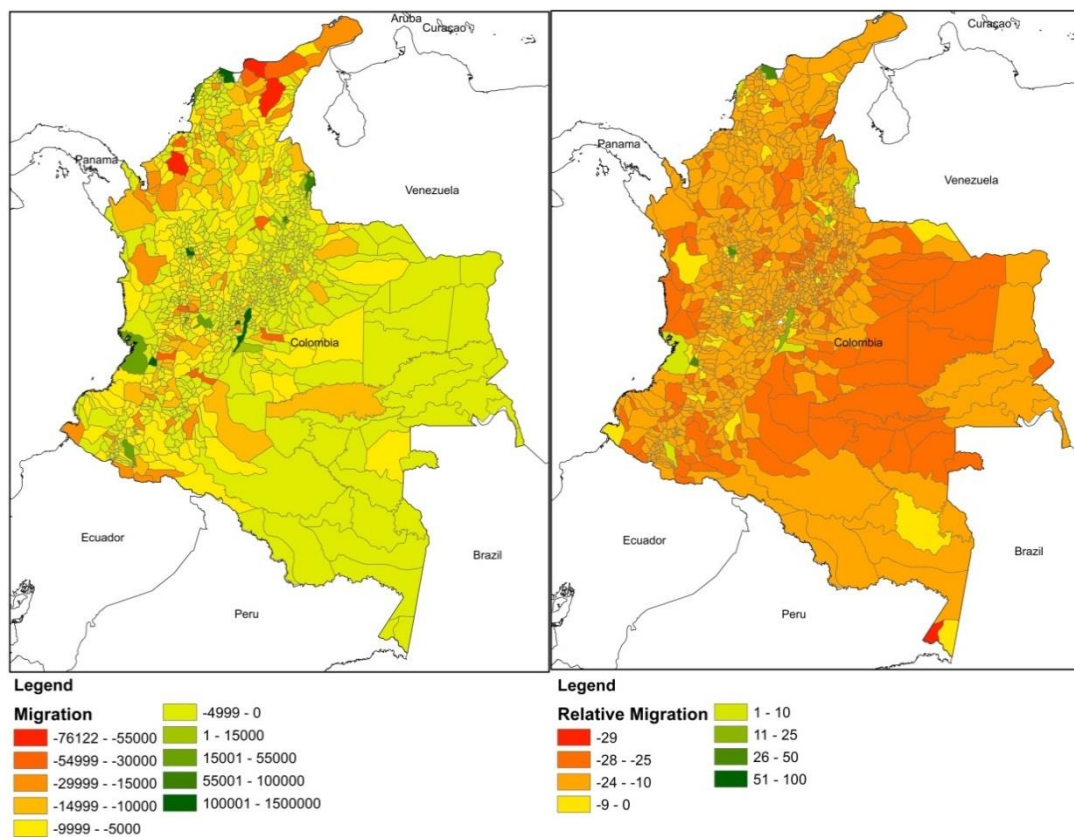 Aruba
Curaçao
Panama
Venezuela
Colombia
Ecuador
Brazil
Peru
Aruba
Curaçao
Panama
Venezuela
Colombia
Ecuador
Brazil
Peru
Legend
Migration
-76122 - -55000
-54999 - -30000
-29999 - -15000
-14999 - -10000
-9999 - -5000
-4999 - 0
1 - 15000
15001 - 55000
55001 - 100000
100001 - 1500000
Legend
Relative Migration
-29
-28 - -25
-24 - -10
-9 - 0
1 - 10
11 - 25
26 - 50
51 - 100